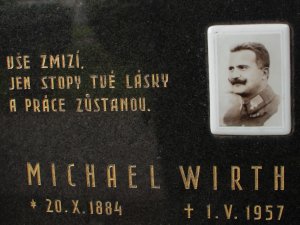 VŠE ZMIZÍ,
JEN STOPY TVÉ LÁSKY
A PRÁCE ZŮSTANOU.
MICHAEL WIRTH
* 20. X. 1884 † 1. V. 1957